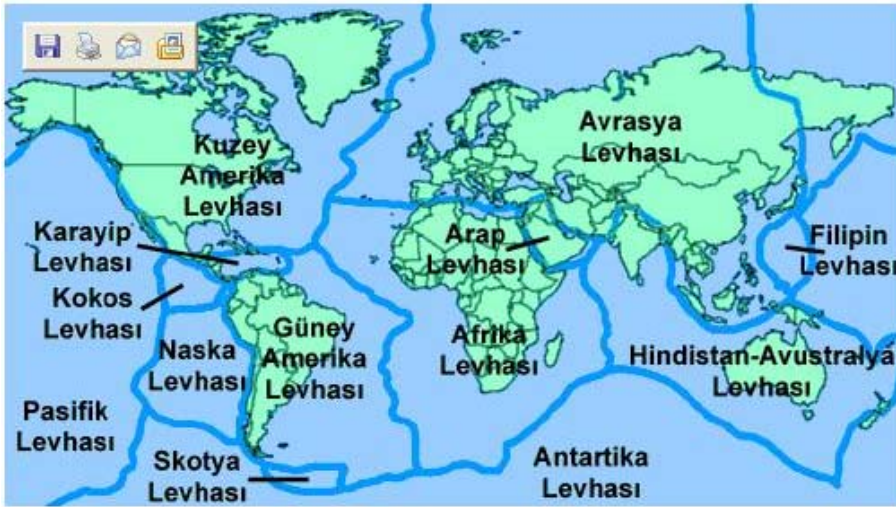 Kuzey
Amerika
Levhası
Avrasya
Levhası
Karayip
Levhası
Arap
Levhası
Filipin
Levhası
Kokos
Levhası
Naska
Levhası
Güney
Amerika
Levhası
Afrika
Levhası
Hindistan-Avustralya
Levhası
Pasifik
Levhası
Skotya
Levhası
Antartika
Levhası